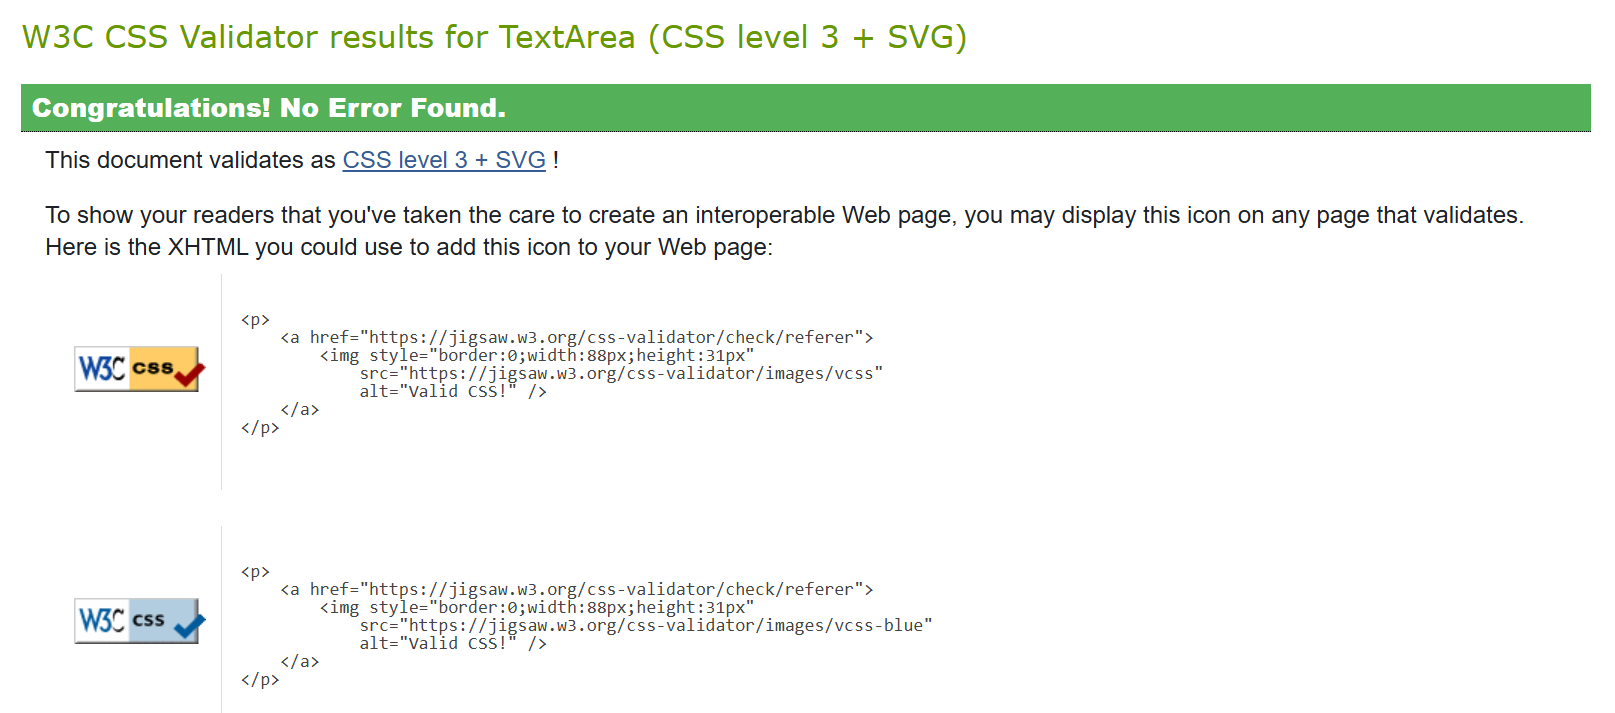 W3C CSS Validator results for TextArea (CSS level 3 + SVG)
Congratulations! No Error Found.
This document validates as CSS level 3 + SVG !
To show your readers that you've taken the care to create an interoperable Web page, you may display this icon on any page that validates.
Here is the XHTML you could use to add this icon to your Web page:
W3C css
<p>
    <a href="https://jigsaw.w3.org/css-validator/check/referer">
        <img style="border:0;width:88px;height:31px"
            src="https://jigsaw.w3.org/css-validator/images/vcss"
            alt="Valid CSS!" />
    </a>
</p>
W3C css
<p>
    <a href="https://jigsaw.w3.org/css-validator/check/referer">
        <img style="border:0;width:88px;height:31px"
            src="https://jigsaw.w3.org/css-validator/images/vcss-blue"
            alt="Valid CSS!" />
    </a>
</p>